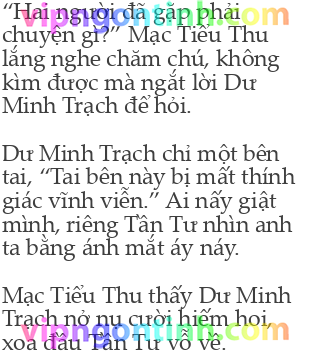 vipngontinh.com
“Hai người đã gặp phải
chuyện gì?” Mạc Tiểu Thu
lắng nghe chăm chú, không
kìm được mà ngắt lời Dư
Minh Trạch để hỏi.

Dư Minh Trạch chỉ một bên
tai, “Tai bên này bị mất thính
giác vĩnh viễn.” Ai nấy giật
mình, riêng Tần Tư nhìn anh
ta bằng ánh mắt áy náy.

Mạc Tiểu Thu thấy Dư Minh
Trạch nở nụ cười hiếm hoi,
vipngontinh.com
xoa đầu Tần Tư vỗ về.